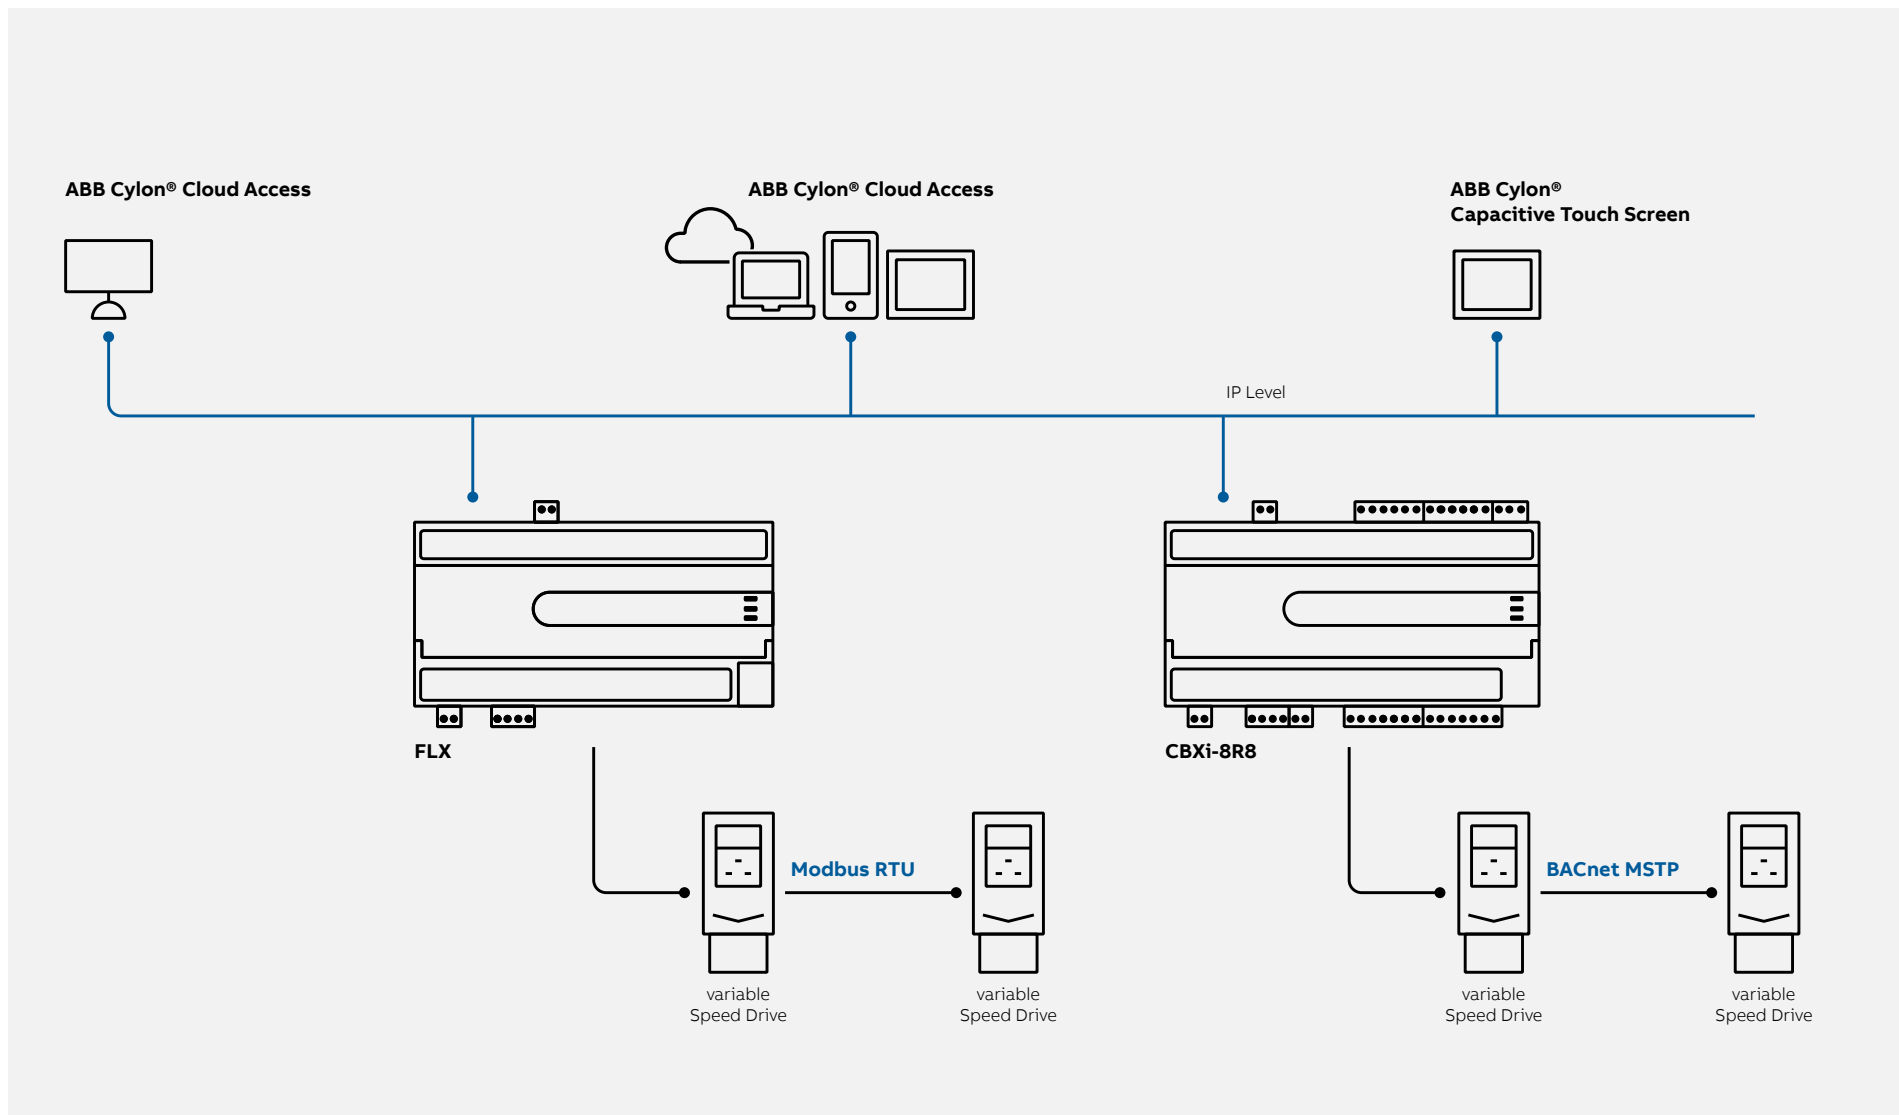 ABB Cylon® Cloud Access
ABB Cylon® Cloud Access
ABB Cylon®
Capacitive Touch Screen
IP Level
FLX
CBXi-8R8
Modbus RTU
BACnet MSTP
variable
Speed Drive
variable
Speed Drive
variable
Speed Drive
variable
Speed Drive